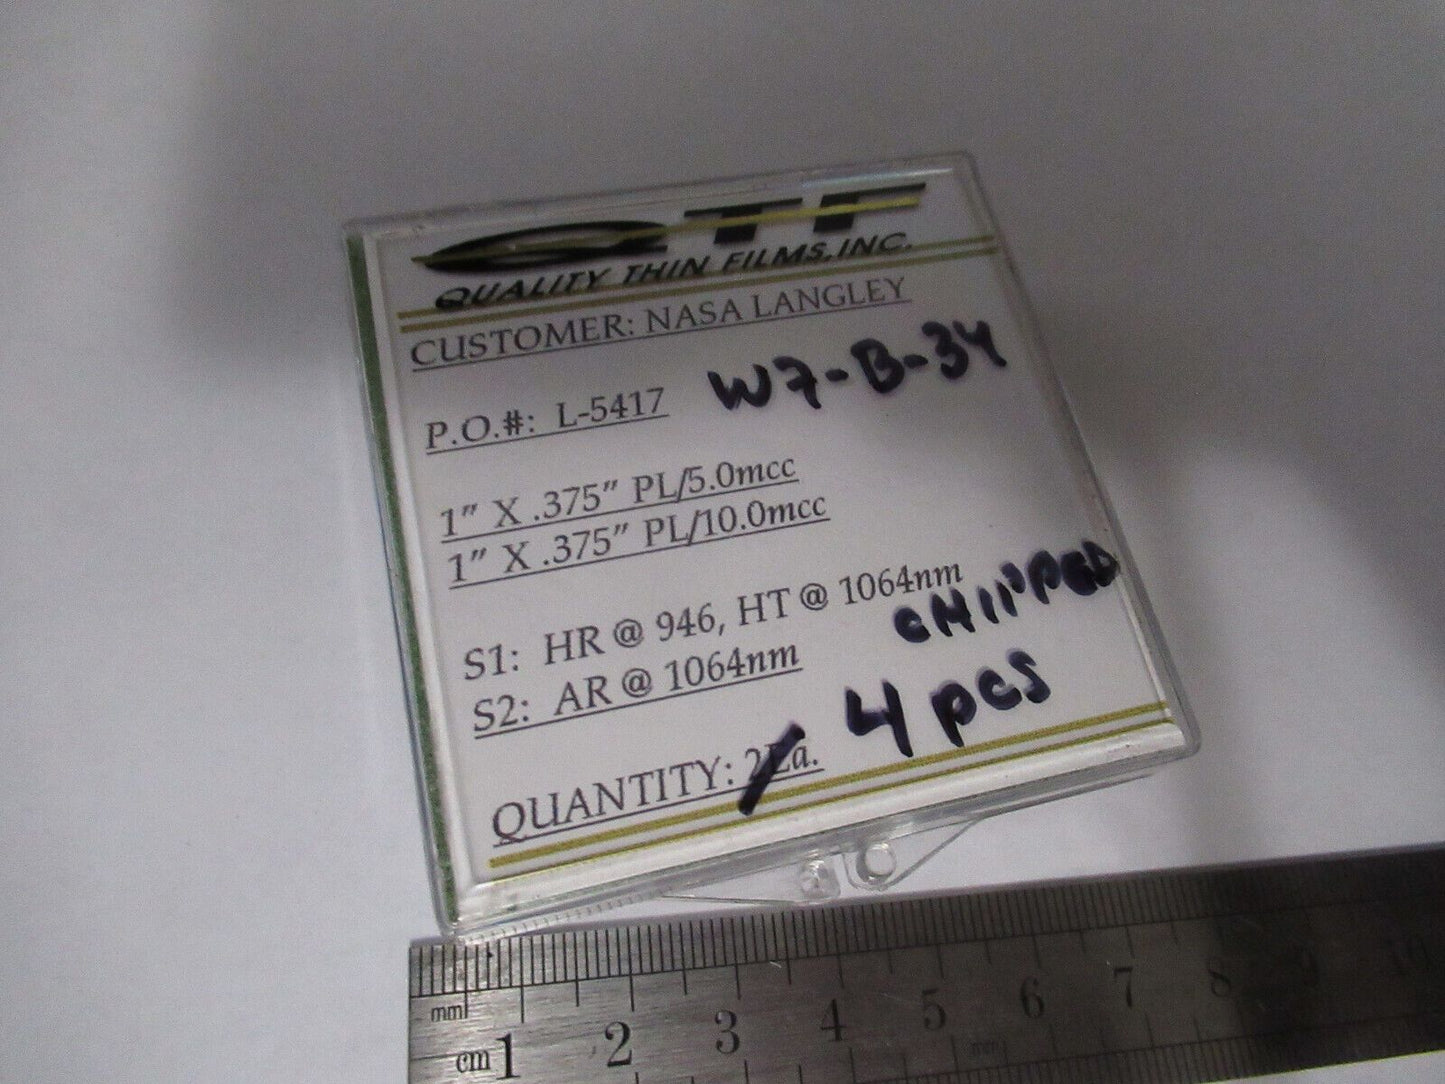 QTF
QUALITY THIN FILMS, INC.
CUSTOMER: NASA LANGLEY
W7-B-34
P.O.#: L-5417
1" X .375" PL/5.0mcc
1" X .375" PL/10.0mcc
S1: HR @ 946, HT @ 1064nm
CHIPPED
S2: AR @ 1064nm
4 pcs
QUANTITY: 2Ea.
mm
cm 1 2 3 4 5 6 7 8 9 10